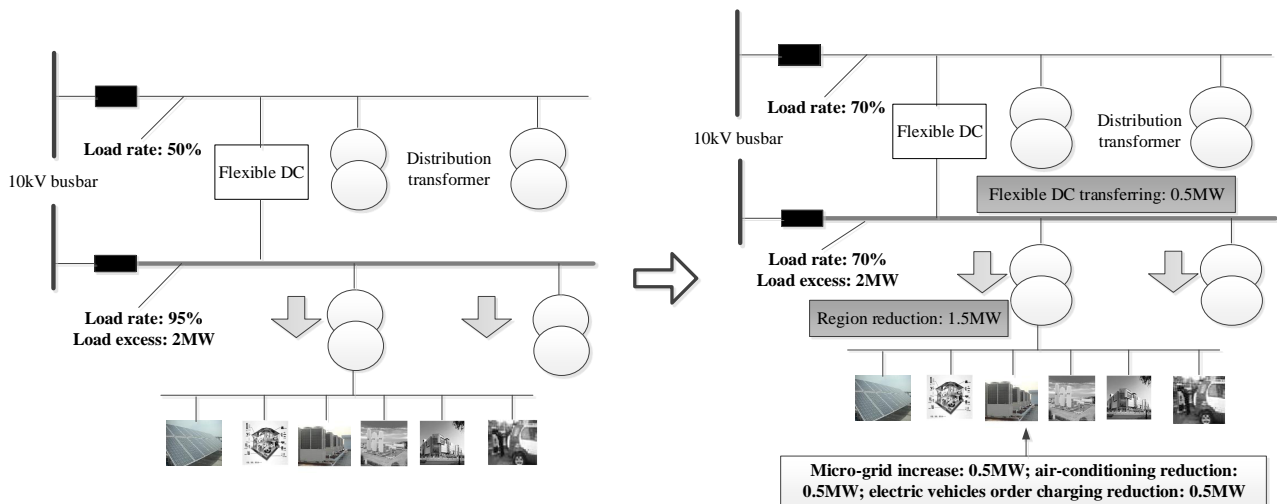 Load rate: 50%
10kV busbar
Flexible DC
Distribution
transformer
Load rate: 95%
Load excess: 2MW
Load rate: 70%
10kV busbar
Flexible DC
Distribution
transformer
Flexible DC transferring: 0.5MW
Load rate: 70%
Load excess: 2MW
Region reduction: 1.5MW
Micro-grid increase: 0.5MW; air-conditioning reduction:
0.5MW; electric vehicles order charging reduction: 0.5MW